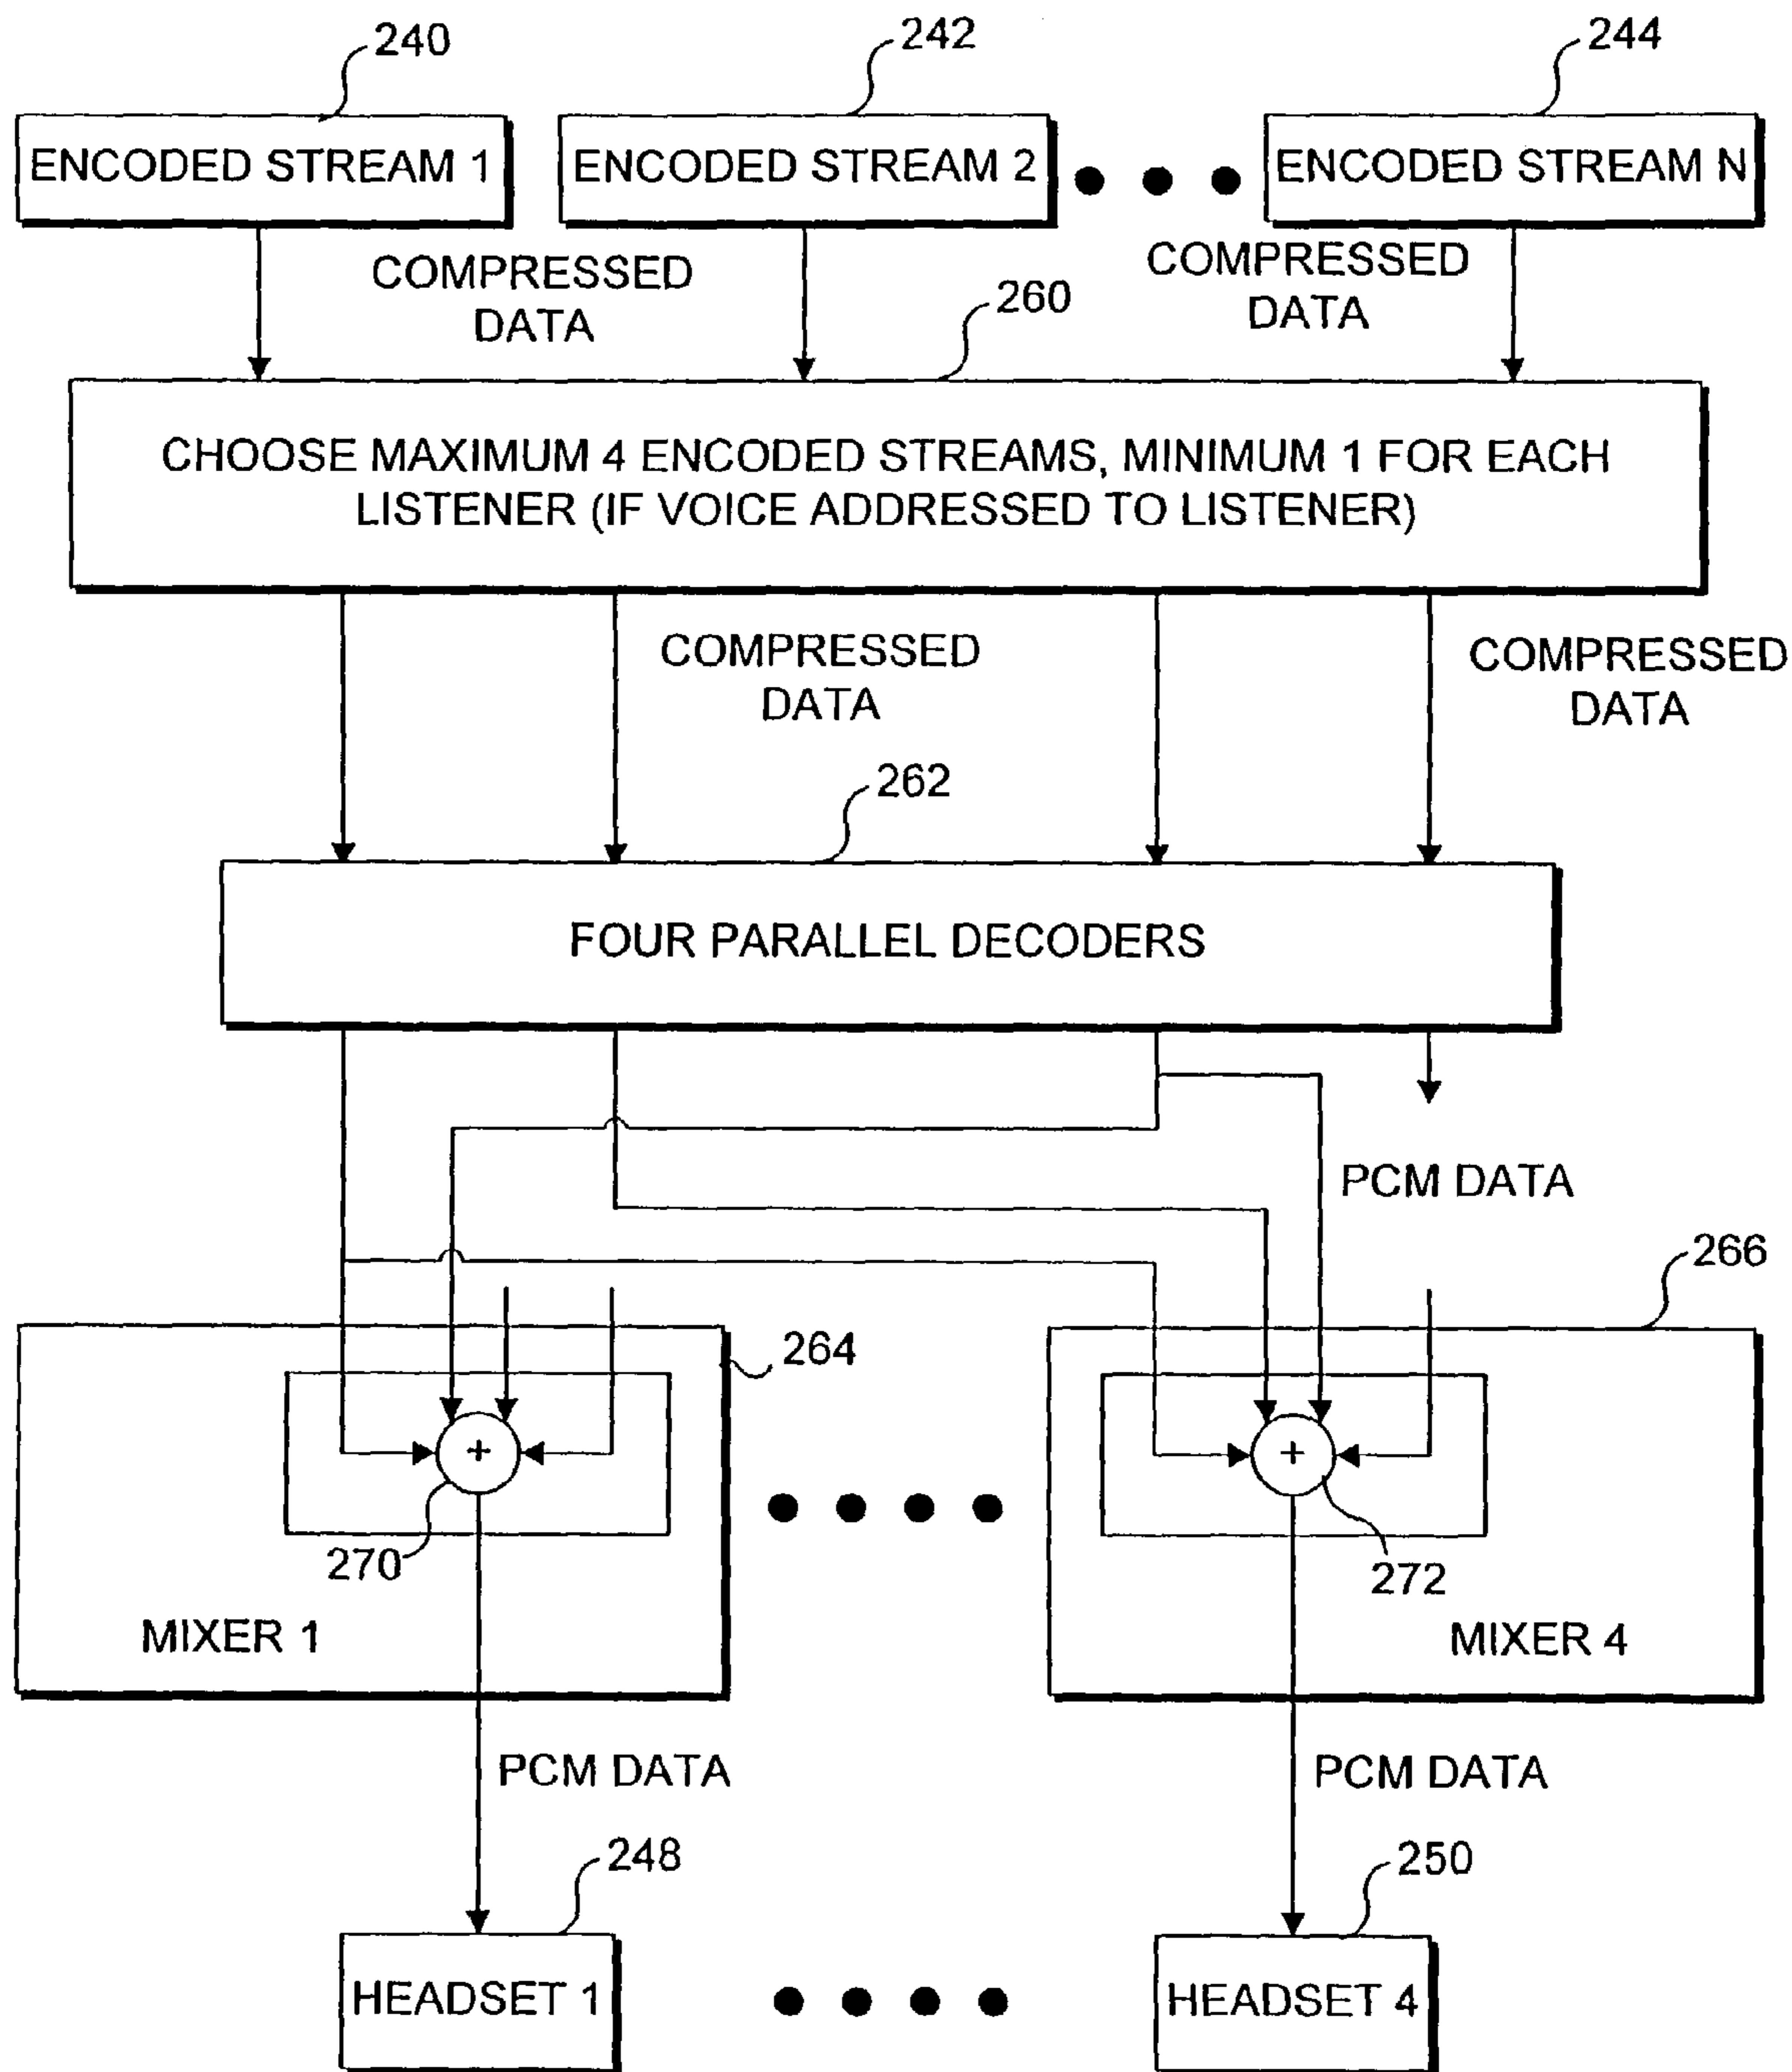 240
242
244
ENCODED STREAM 1
ENCODED STREAM 2
ENCODED STREAM N
COMPRESSED
DATA
COMPRESSED
DATA
260
CHOOSE MAXIMUM 4 ENCODED STREAMS, MINIMUM 1 FOR EACH
LISTENER (IF VOICE ADDRESSED TO LISTENER)
COMPRESSED
DATA
COMPRESSED
DATA
262
FOUR PARALLEL DECODERS
PCM DATA
266
264
+
+
270
272
MIXER 1
MIXER 4
PCM DATA
PCM DATA
248
250
HEADSET 1
HEADSET 4